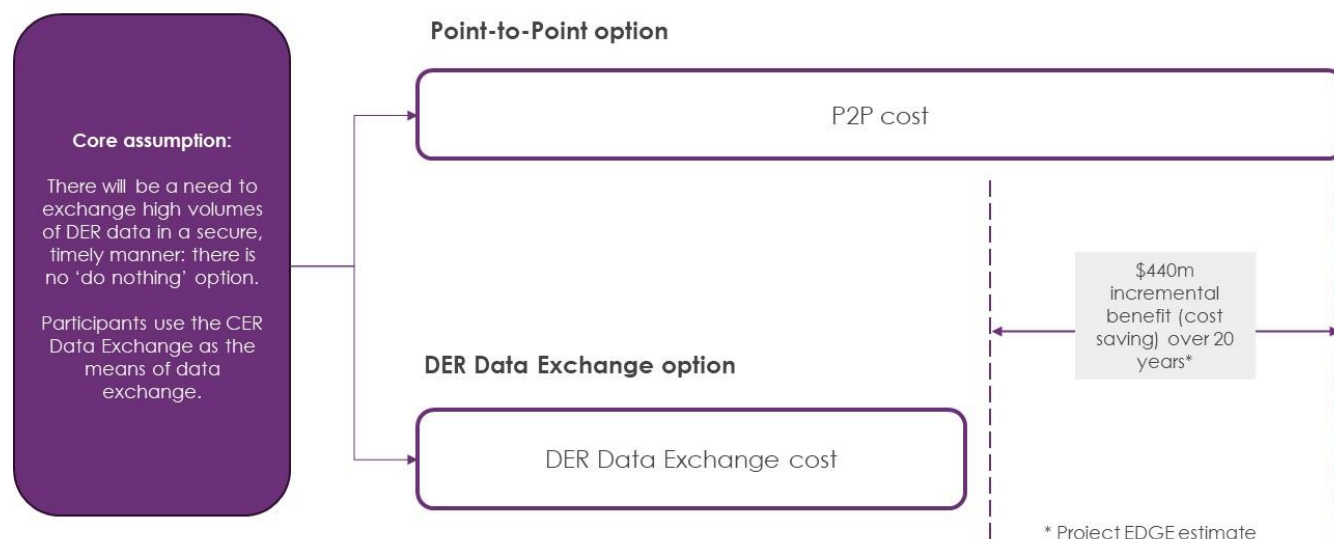 Point-to-Point option
P2P cost
Core assumption:
There will be a need to
exchange high volumes
of DER data in a secure,
timely manner: there is
no ‘do nothing’ option.
Participants use the CER
Data Exchange as the
means of data
exchange.
$440m
incremental
benefit (cost
saving) over 20
years*
DER Data Exchange option
DER Data Exchange cost
* Project EDGE estimate